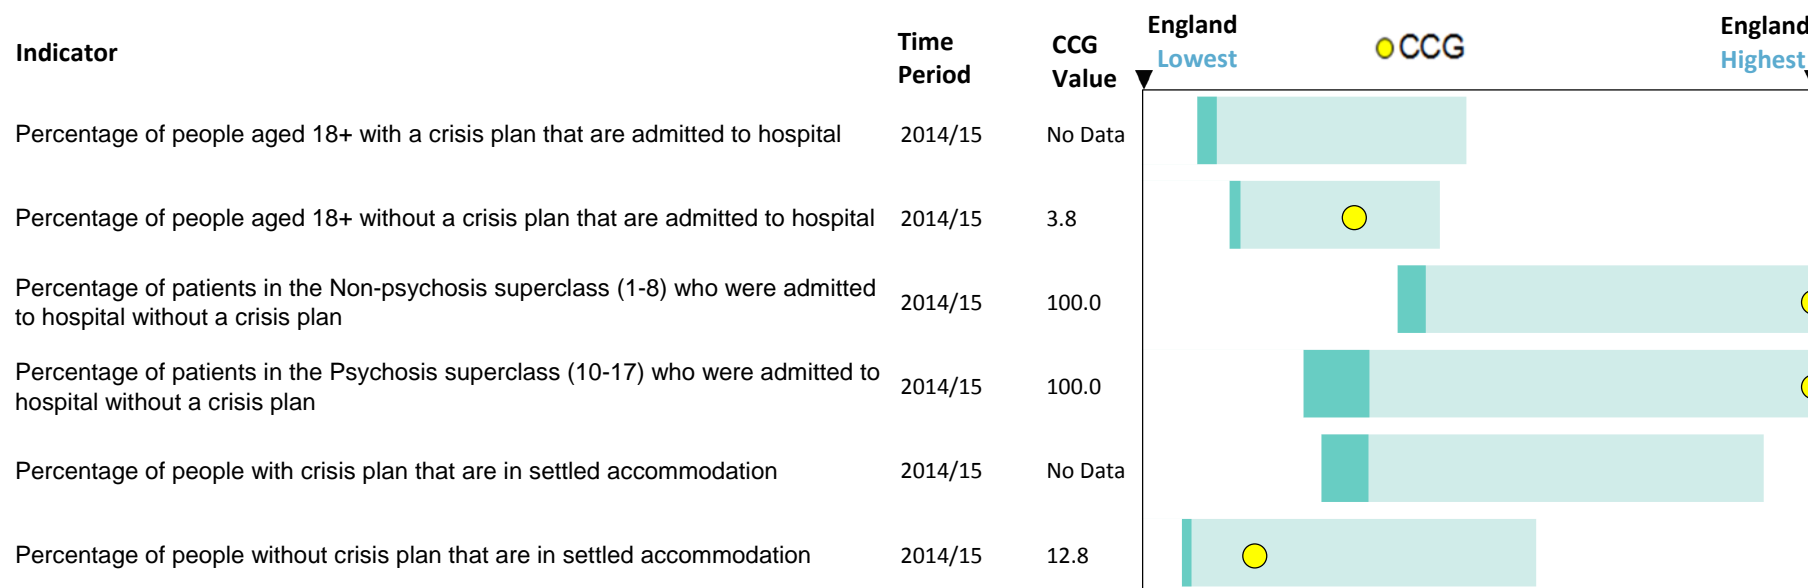 Indicator
Time
Period
CCG
Value
England
Lowest
CCG
England
Highest
Percentage of people aged 18+ with a crisis plan that are admitted to hospital 2014/15 No Data
Percentage of people aged 18+ without a crisis plan that are admitted to hospital 2014/15 3.8
Percentage of patients in the Non-psychosis superclass (1-8) who were admitted
to hospital without a crisis plan
2014/15 100.0
Percentage of patients in the Psychosis superclass (10-17) who were admitted to
hospital without a crisis plan
2014/15 100.0
Percentage of people with crisis plan that are in settled accommodation 2014/15 No Data
Percentage of people without crisis plan that are in settled accommodation 2014/15 12.8